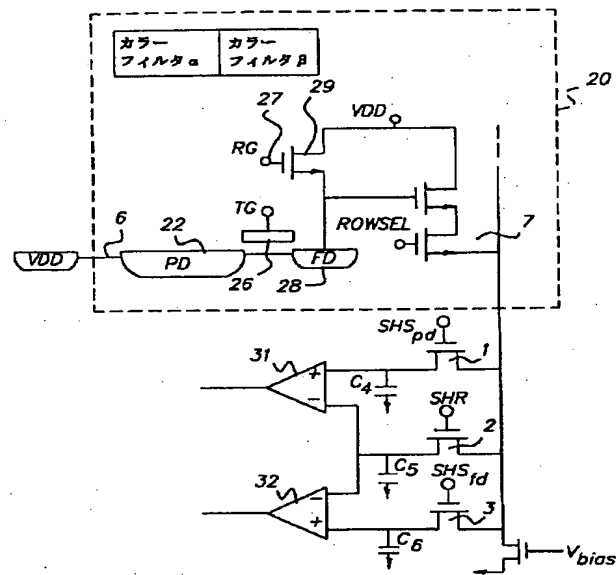 カラー
フィルタα
カラー
フィルタβ
20
27
29
VDD
RG
6
22
TG
ROWSEL
7
VDD
PD
26
FD
28
SHSpd
31
+
−
C4
1
SHR
C5
2
32
−
+
SHSfd
C6
3
Vbias